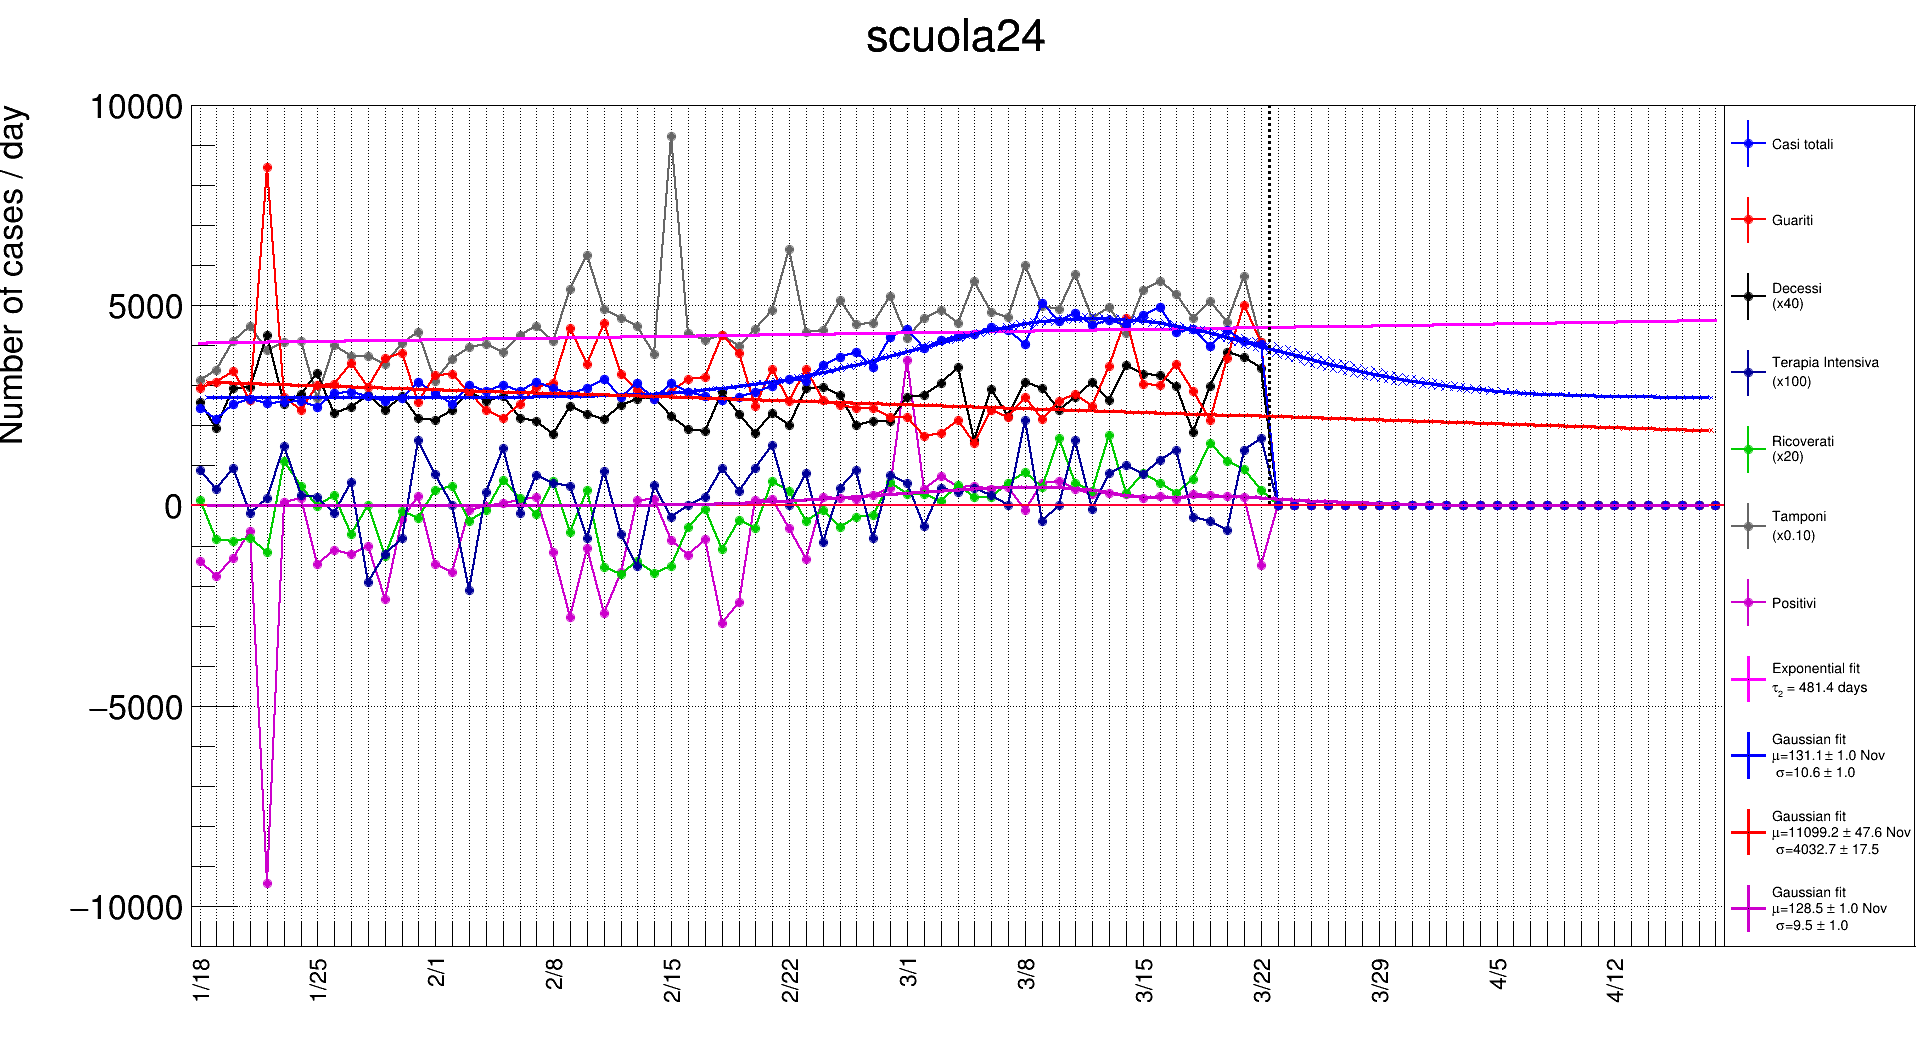 scuola24
Number of cases / day
10000
5000
0
−5000
−10000
1/18
1/25
2/1
2/8
2/15
2/22
3/1
3/8
3/15
3/22
3/29
4/5
4/12
Casi totali
Guariti
Decessi
(x40)
Terapia Intensiva
(x100)
Ricoverati
(x20)
Tamponi
(x0.10)
Positivi
Exponential fit
τ₂ = 481.4 days
Gaussian fit
μ=131.1 ± 1.0 Nov
σ=10.6 ± 1.0
Gaussian fit
μ=11099.2 ± 47.6 Nov
σ=4032.7 ± 17.5
Gaussian fit
μ=128.5 ± 1.0 Nov
σ=9.5 ± 1.0